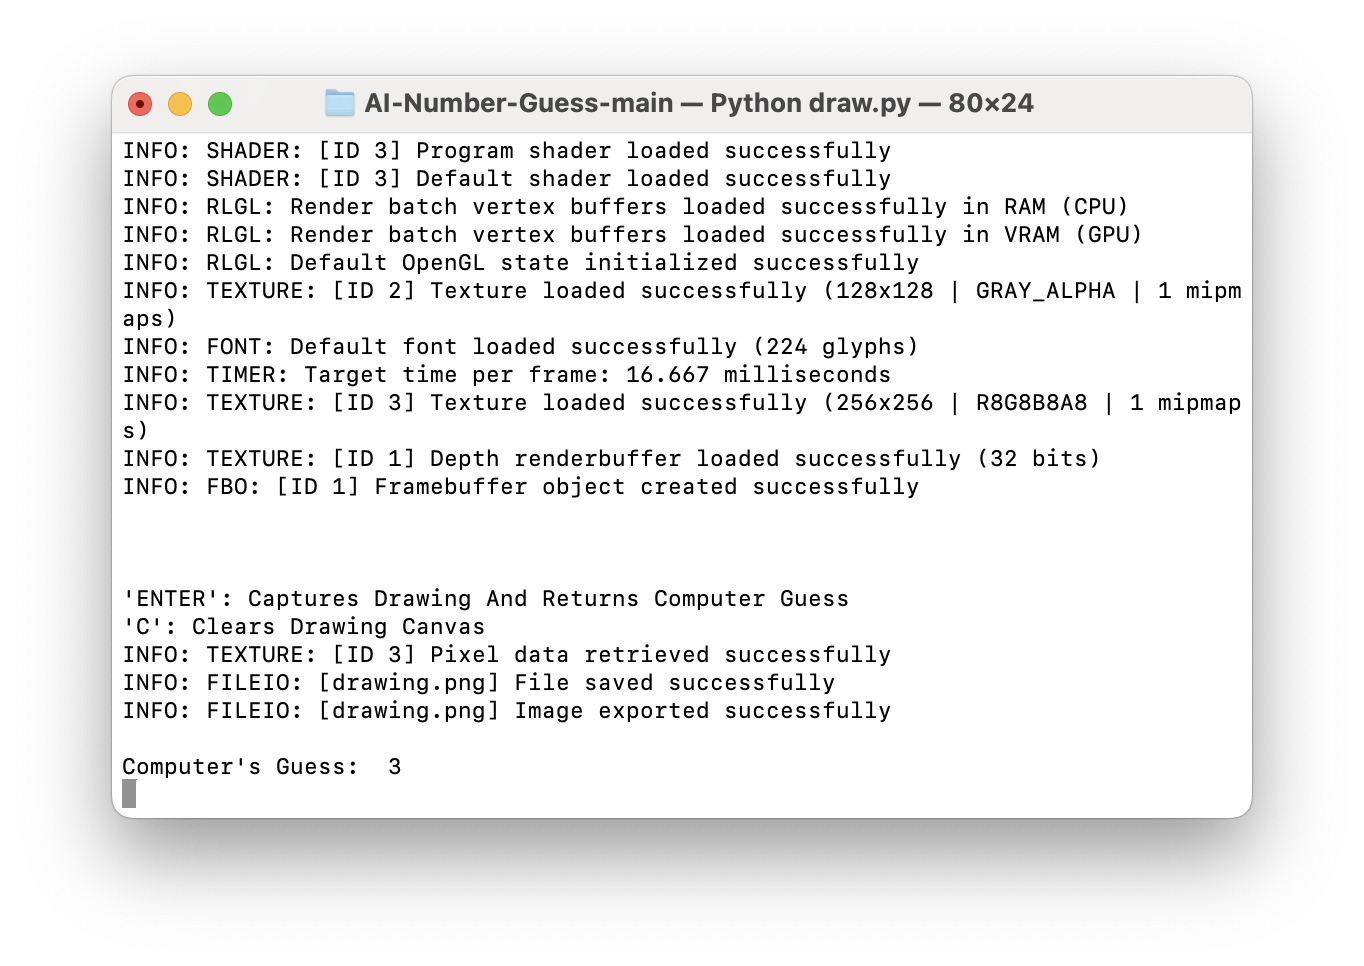 AI-Number-Guess-main — Python draw.py — 80×24
INFO: SHADER: [ID 3] Program shader loaded successfully
INFO: SHADER: [ID 3] Default shader loaded successfully
INFO: RLGL: Render batch vertex buffers loaded successfully in RAM (CPU)
INFO: RLGL: Render batch vertex buffers loaded successfully in VRAM (GPU)
INFO: RLGL: Default OpenGL state initialized successfully
INFO: TEXTURE: [ID 2] Texture loaded successfully (128x128 | GRAY_ALPHA | 1 mipm
aps)
INFO: FONT: Default font loaded successfully (224 glyphs)
INFO: TIMER: Target time per frame: 16.667 milliseconds
INFO: TEXTURE: [ID 3] Texture loaded successfully (256x256 | R8G8B8A8 | 1 mipmap
s)
INFO: TEXTURE: [ID 1] Depth renderbuffer loaded successfully (32 bits)
INFO: FBO: [ID 1] Framebuffer object created successfully
'ENTER': Captures Drawing And Returns Computer Guess
'C': Clears Drawing Canvas
INFO: TEXTURE: [ID 3] Pixel data retrieved successfully
INFO: FILEIO: [drawing.png] File saved successfully
INFO: FILEIO: [drawing.png] Image exported successfully
Computer's Guess:  3